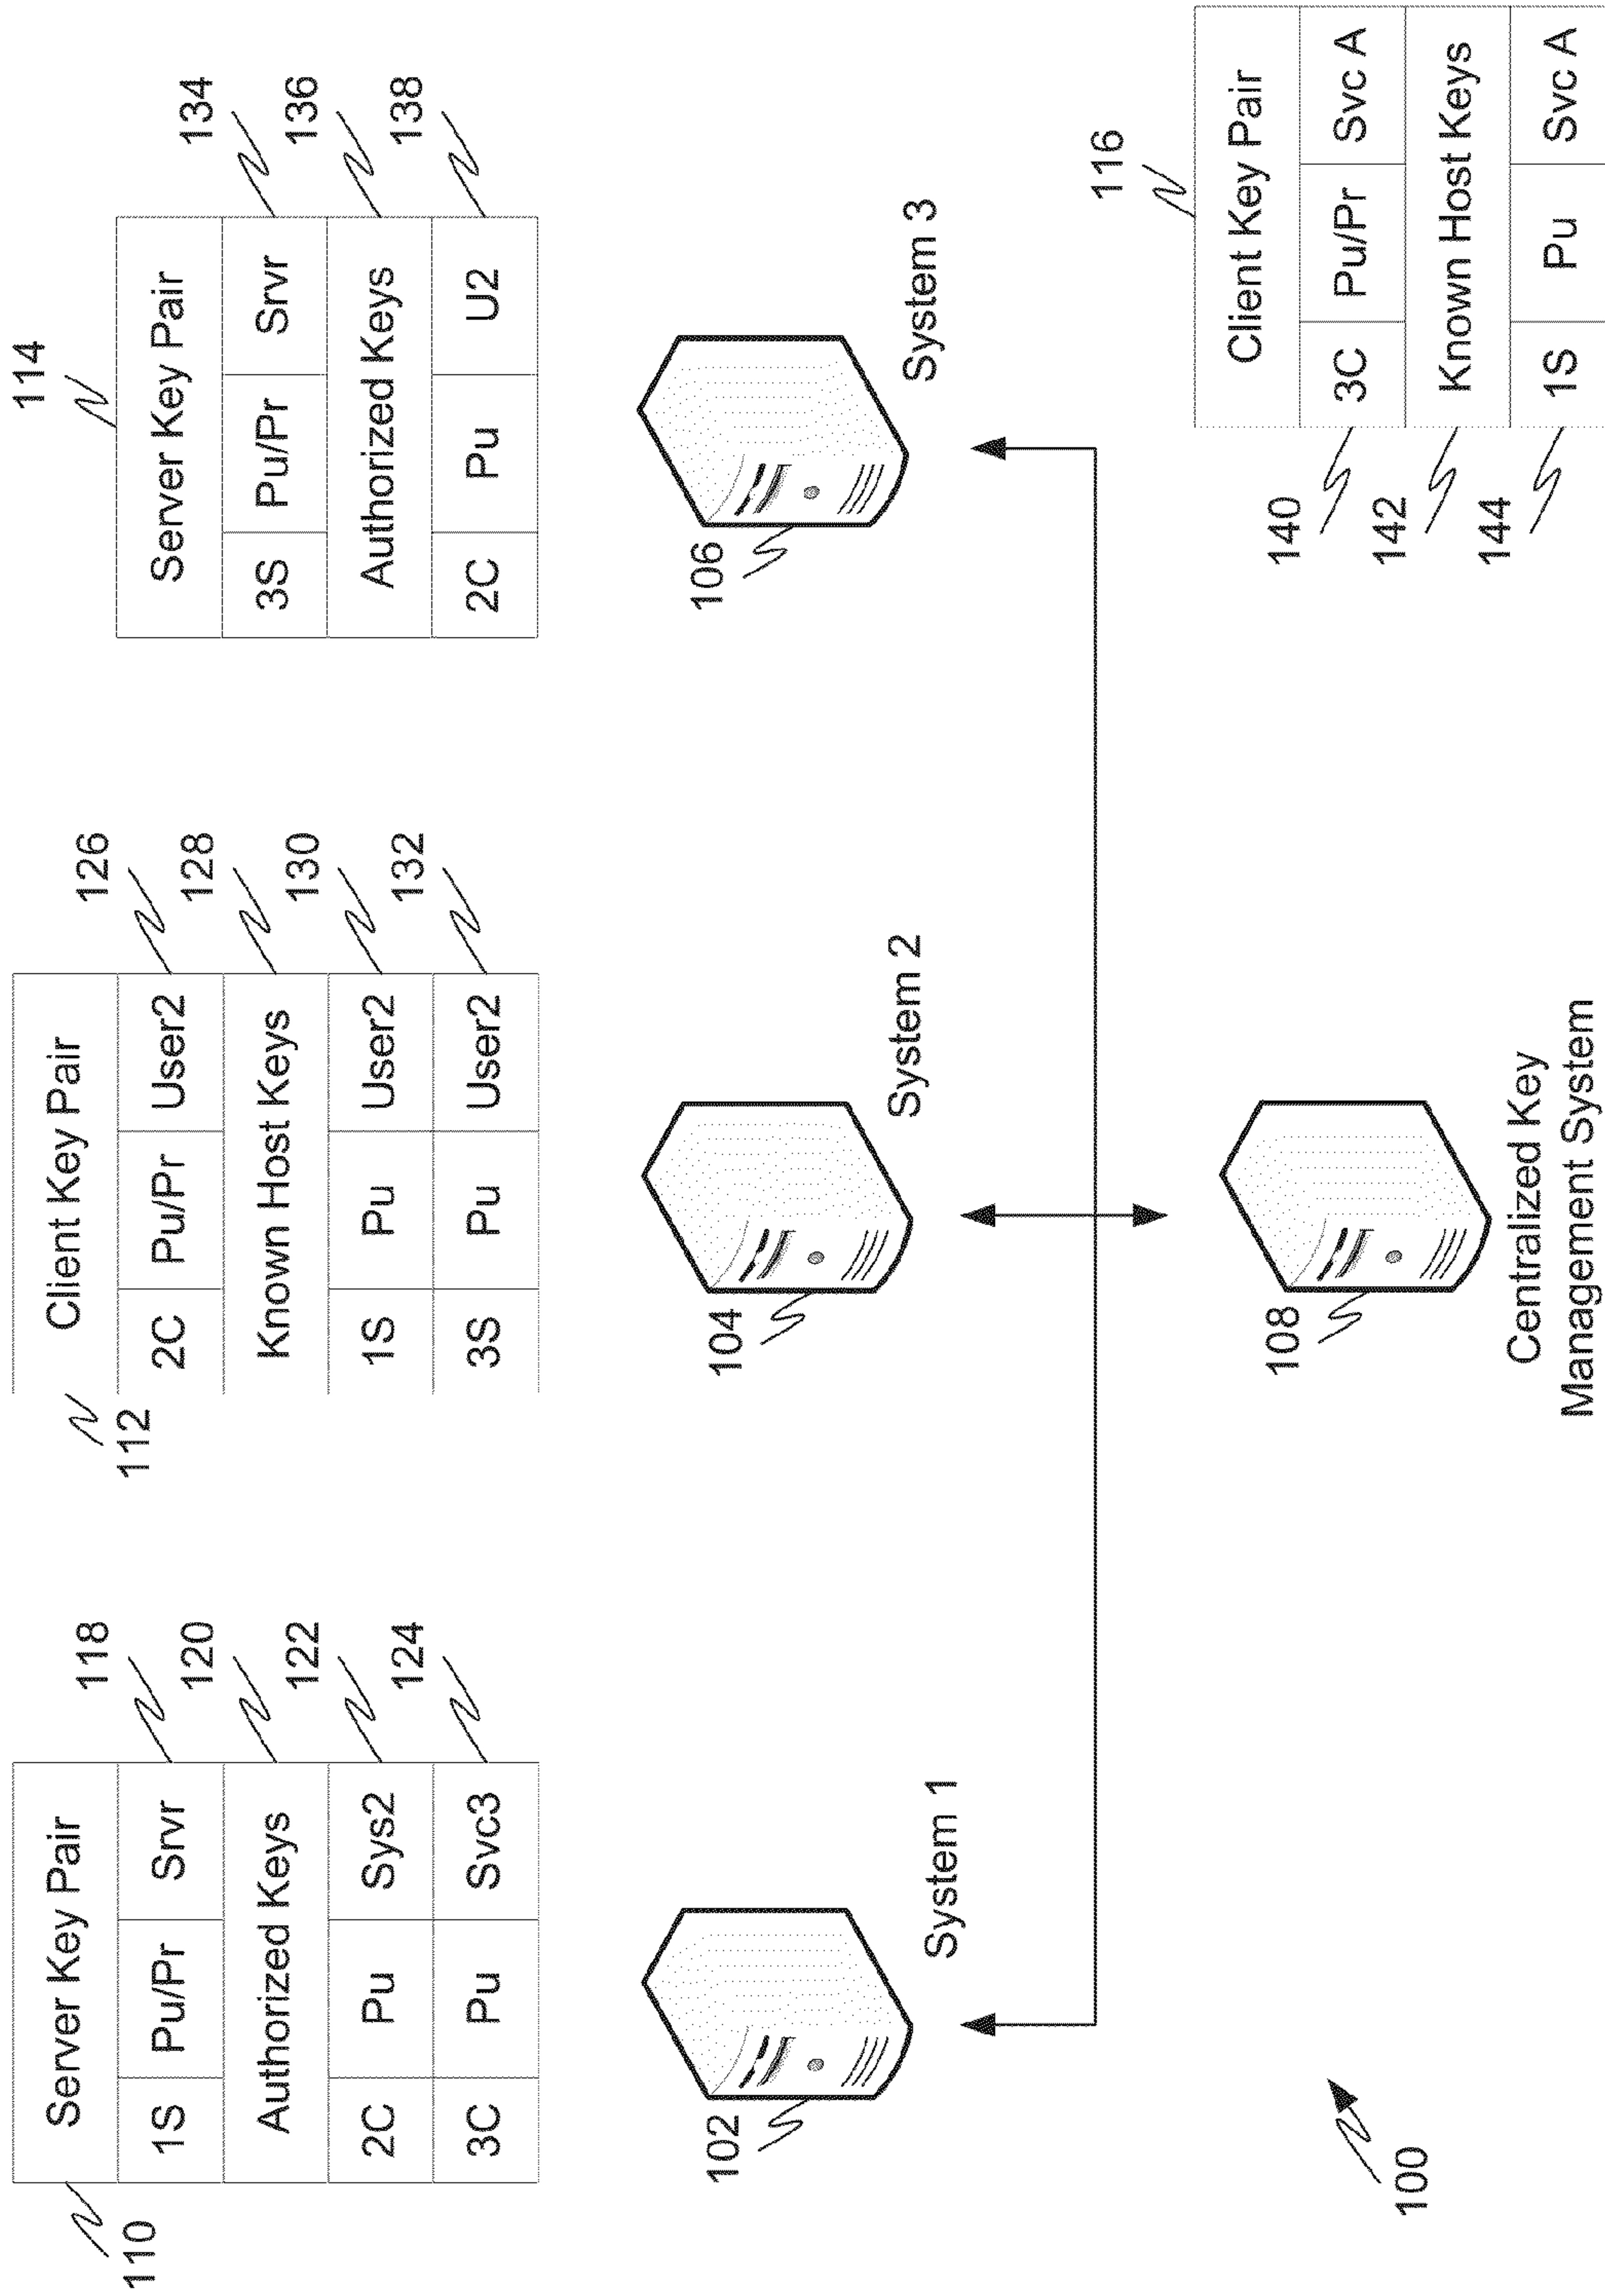 110
Server Key Pair
1S Pu/Pr Srvr
118
Authorized Keys
120
2C Pu Sys2
122
3C Pu Svc3
124
112
Client Key Pair
2C Pu/Pr User2
126
Known Host Keys
128
1S Pu User2
130
3S Pu User2
132
114
Server Key Pair
3S Pu/Pr Srvr
134
Authorized Keys
136
2C Pu U2
138
102
System 1
104
System 2
106
System 3
108
Centralized Key
Management System
116
Client Key Pair
140
3C Pu/Pr Svc A
142
Known Host Keys
144
1S Pu Svc A
100